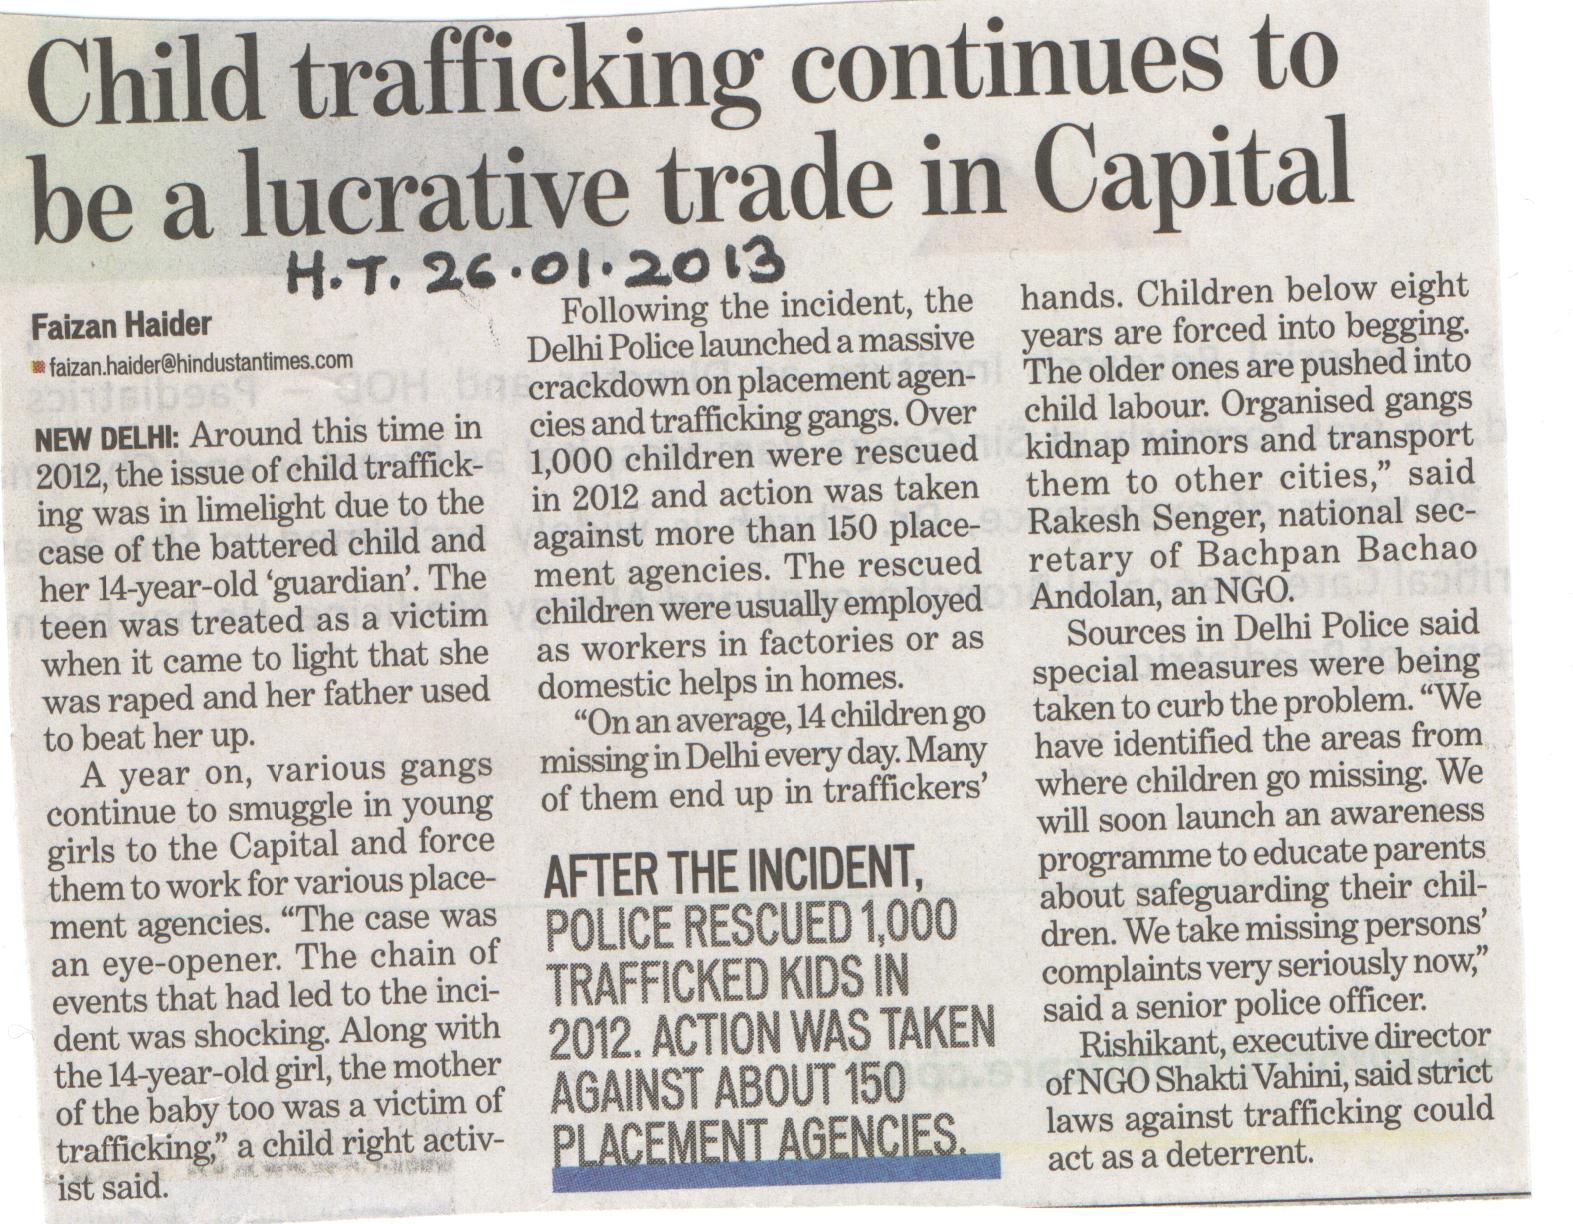 Child trafficking continues to
be a lucrative trade in Capital
H.T. 26.01.2013
Faizan Haider
faizan.haider@hindustantimes.com
NEW DELHI: Around this time in
2012, the issue of child traffick-
ing was in limelight due to the
case of the battered child and
her 14-year-old ‘guardian’. The
teen was treated as a victim
when it came to light that she
was raped and her father used
to beat her up.
A year on, various gangs
continue to smuggle in young
girls to the Capital and force
them to work for various place-
ment agencies. “The case was
an eye-opener. The chain of
events that had led to the inci-
dent was shocking. Along with
the 14-year-old girl, the mother
of the baby too was a victim of
trafficking,” a child right activ-
ist said.
Following the incident, the
Delhi Police launched a massive
crackdown on placement agen-
cies and trafficking gangs. Over
1,000 children were rescued
in 2012 and action was taken
against more than 150 place-
ment agencies. The rescued
children were usually employed
as workers in factories or as
domestic helps in homes.
“On an average, 14 children go
missing in Delhi every day. Many
of them end up in traffickers’
AFTER THE INCIDENT,
POLICE RESCUED 1,000
TRAFFICKED KIDS IN
2012. ACTION WAS TAKEN
AGAINST ABOUT 150
PLACEMENT AGENCIES.
hands. Children below eight
years are forced into begging.
The older ones are pushed into
child labour. Organised gangs
kidnap minors and transport
them to other cities,” said
Rakesh Senger, national sec-
retary of Bachpan Bachao
Andolan, an NGO.
Sources in Delhi Police said
special measures were being
taken to curb the problem. “We
have identified the areas from
where children go missing. We
will soon launch an awareness
programme to educate parents
about safeguarding their chil-
dren. We take missing persons’
complaints very seriously now,”
said a senior police officer.
Rishikant, executive director
of NGO Shakti Vahini, said strict
laws against trafficking could
act as a deterrent.